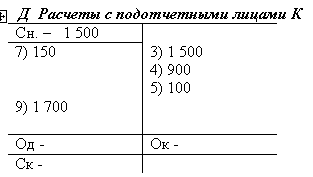 Д Расчеты с подотчетными лицами К
Сн. – 1 500
7) 150 3) 1 500
4) 900
5) 100
9) 1 700
Од - Ок -
Ск -